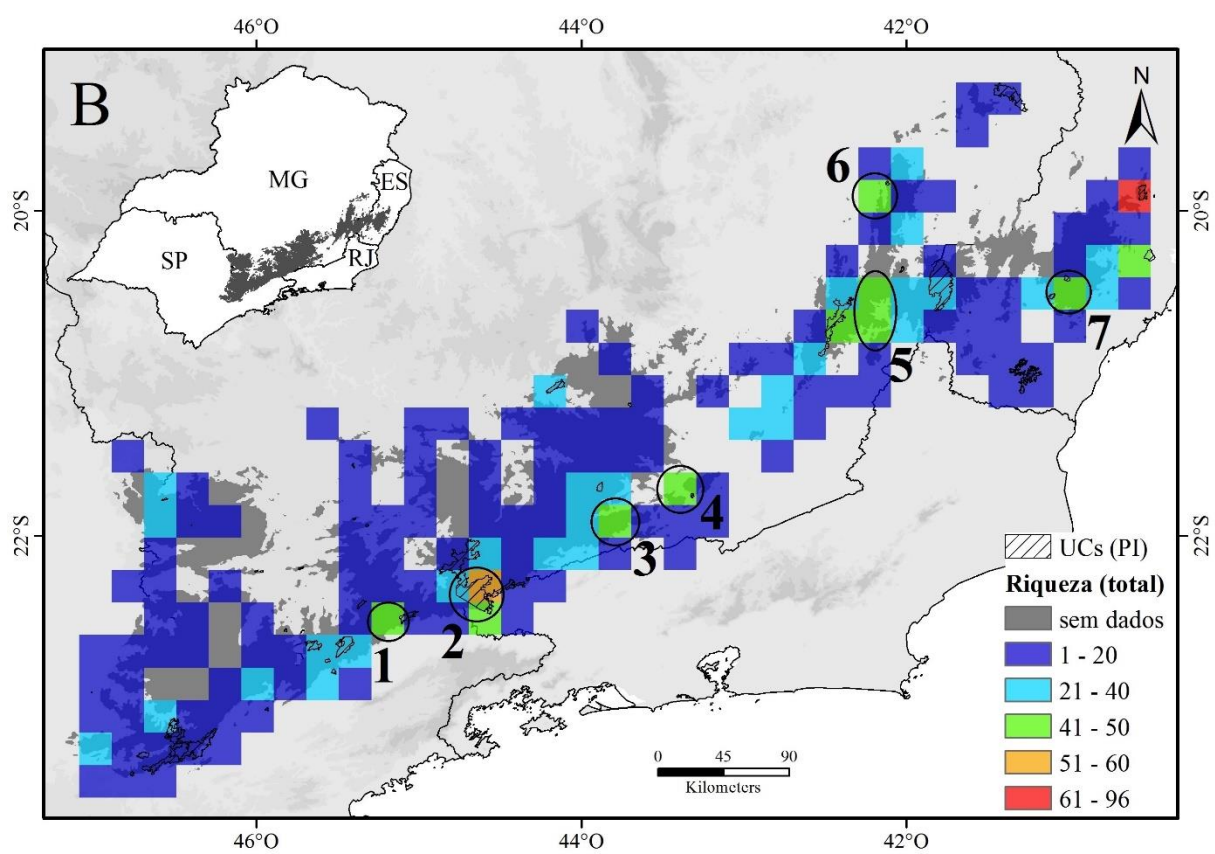 46°O 44°O 42°O
B
N
MG
ES
SP
RJ
6
20°S 20°S
7
5
4
3
22°S 22°S
2
1
UCs (PI)
Riqueza (total)
sem dados
1 - 20
21 - 40
41 - 50
51 - 60
61 - 96
0 45 90
Kilometers
46°O 44°O 42°O